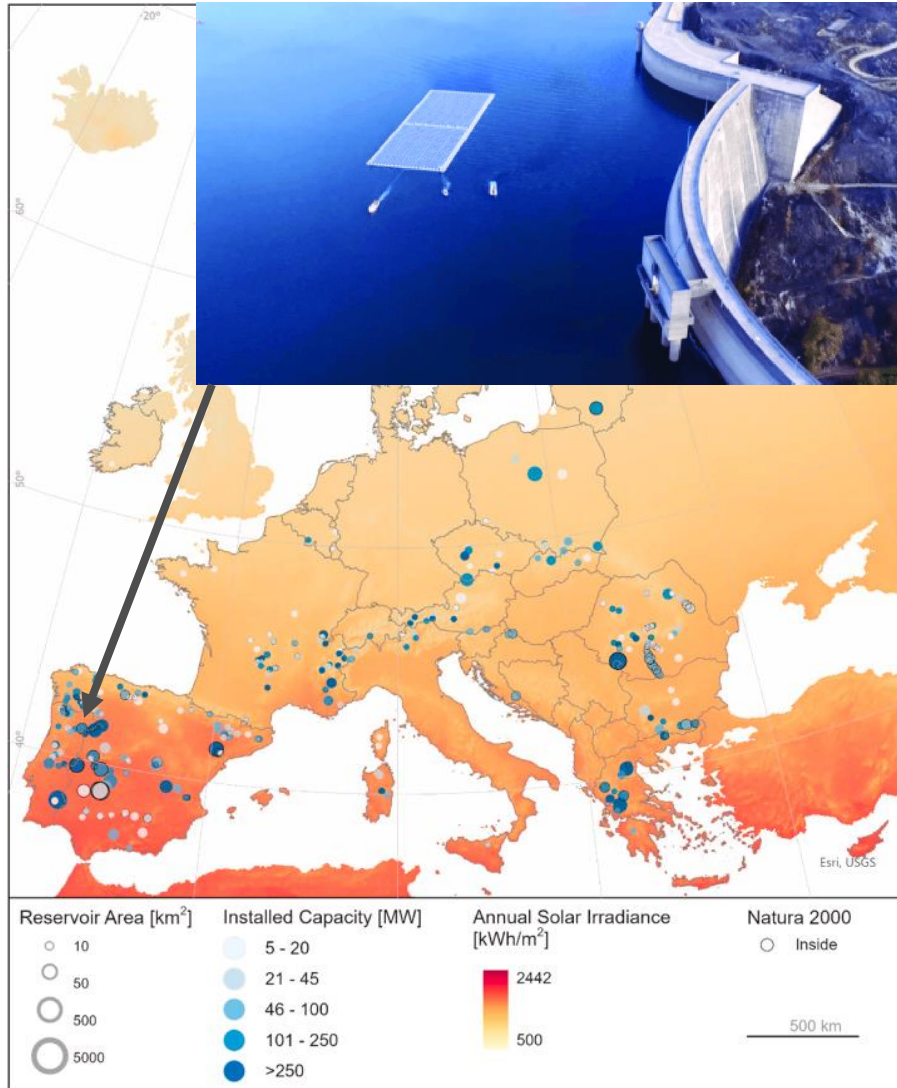 -20°
60°
50°
40°
Esri, USGS
Reservoir Area [km²]
10
50
500
5000
Installed Capacity [MW]
5 - 20
21 - 45
46 - 100
101 - 250
>250
Annual Solar Irradiance
[kWh/m²]
2442
500
Natura 2000
Inside
500 km